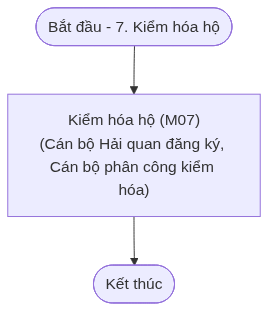 Bắt đầu - 7. Kiểm hóa hộ
Kiểm hóa hộ (M07)
(Cán bộ Hải quan đăng ký,
Cán bộ phân công kiểm
hóa)
Kết thúc